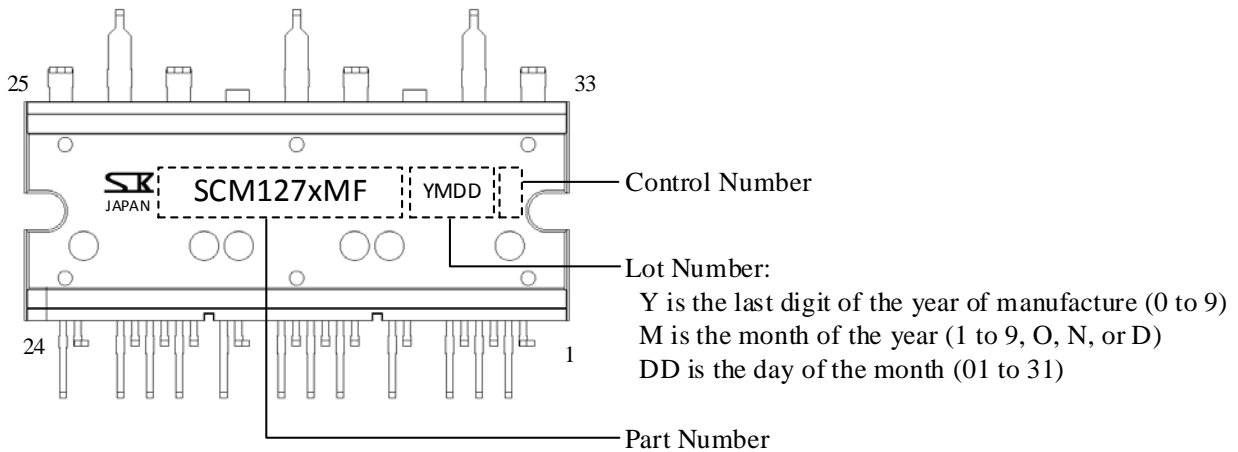 25
33
SK
JAPAN
SCM127xMF
YMDD
Control Number
Lot Number:
Y is the last digit of the year of manufacture (0 to 9)
M is the month of the year (1 to 9, O, N, or D)
DD is the day of the month (01 to 31)
24
1
Part Number